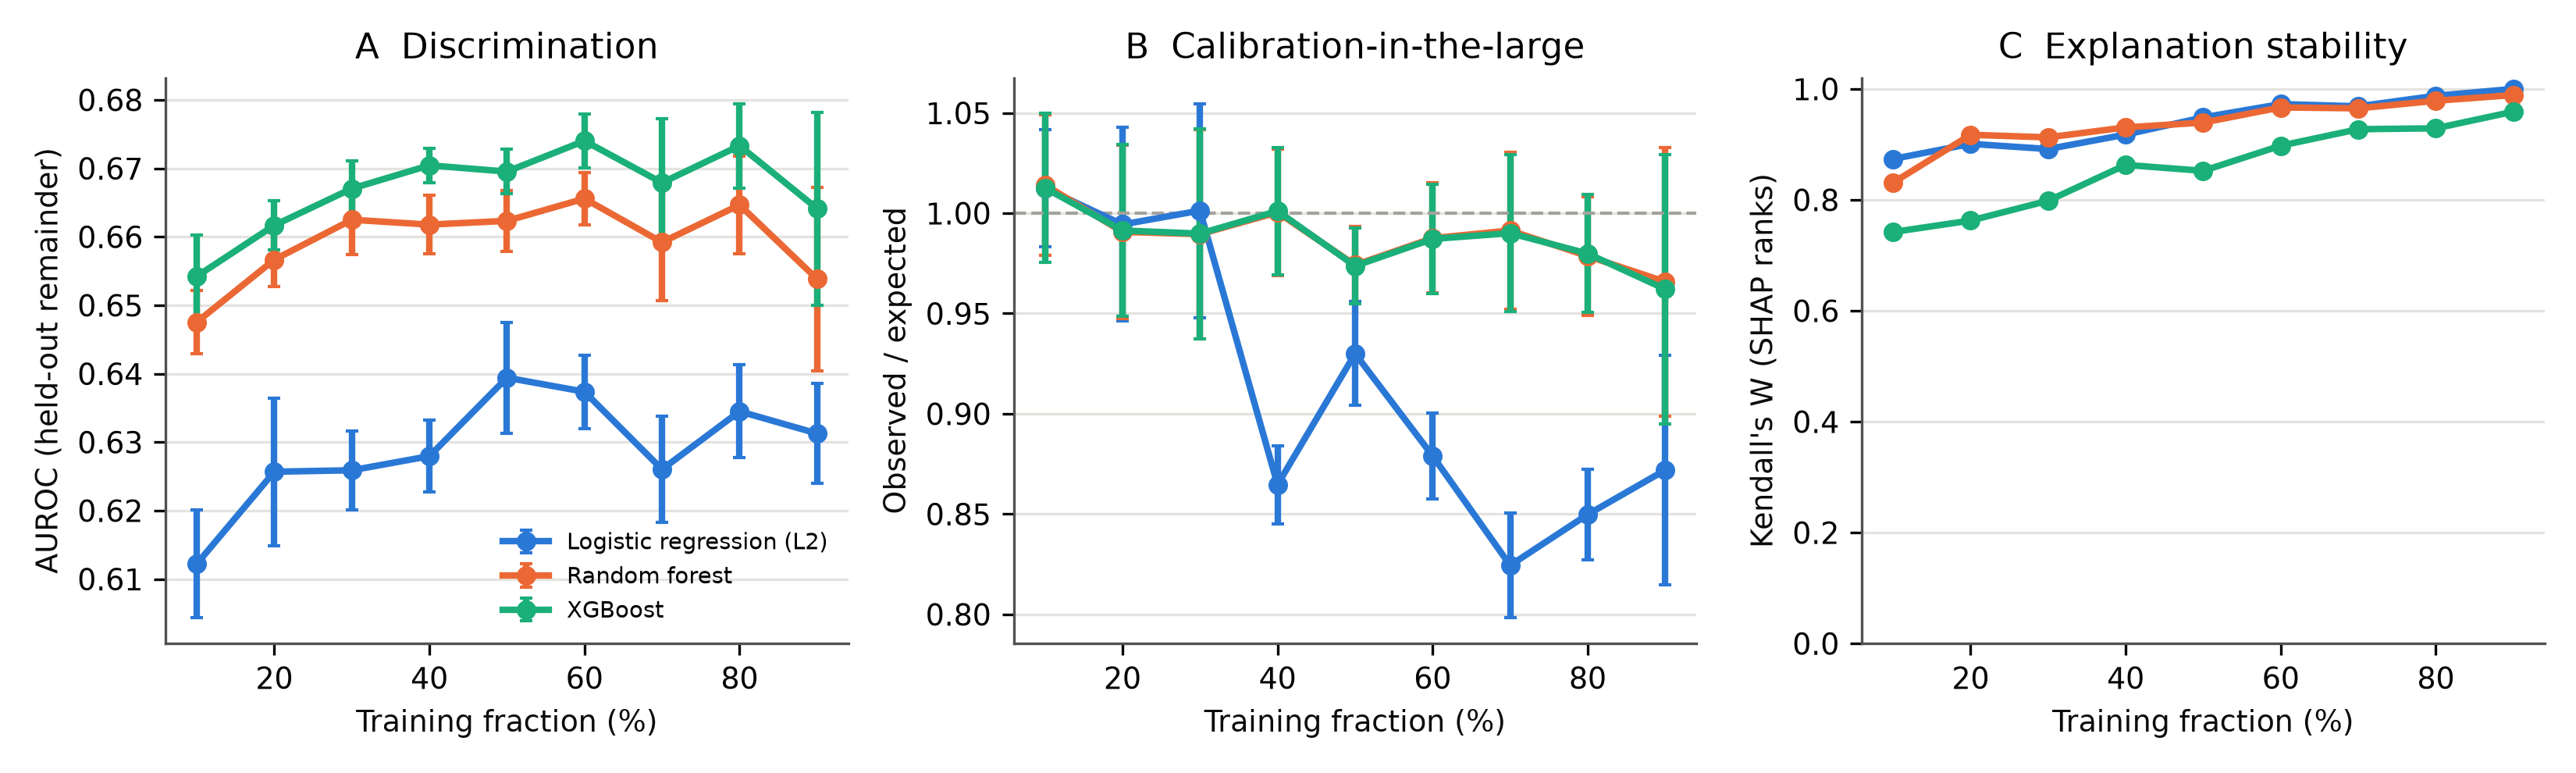 A Discrimination
AUROC (held-out remainder)
0.68
0.67
0.66
0.65
0.64
0.63
0.62
0.61
20 40 60 80
Training fraction (%)
Logistic regression (L2)
Random forest
XGBoost
B Calibration-in-the-large
Observed / expected
1.05
1.00
0.95
0.90
0.85
0.80
20 40 60 80
Training fraction (%)
C Explanation stability
Kendall's W (SHAP ranks)
1.0
0.8
0.6
0.4
0.2
0.0
20 40 60 80
Training fraction (%)